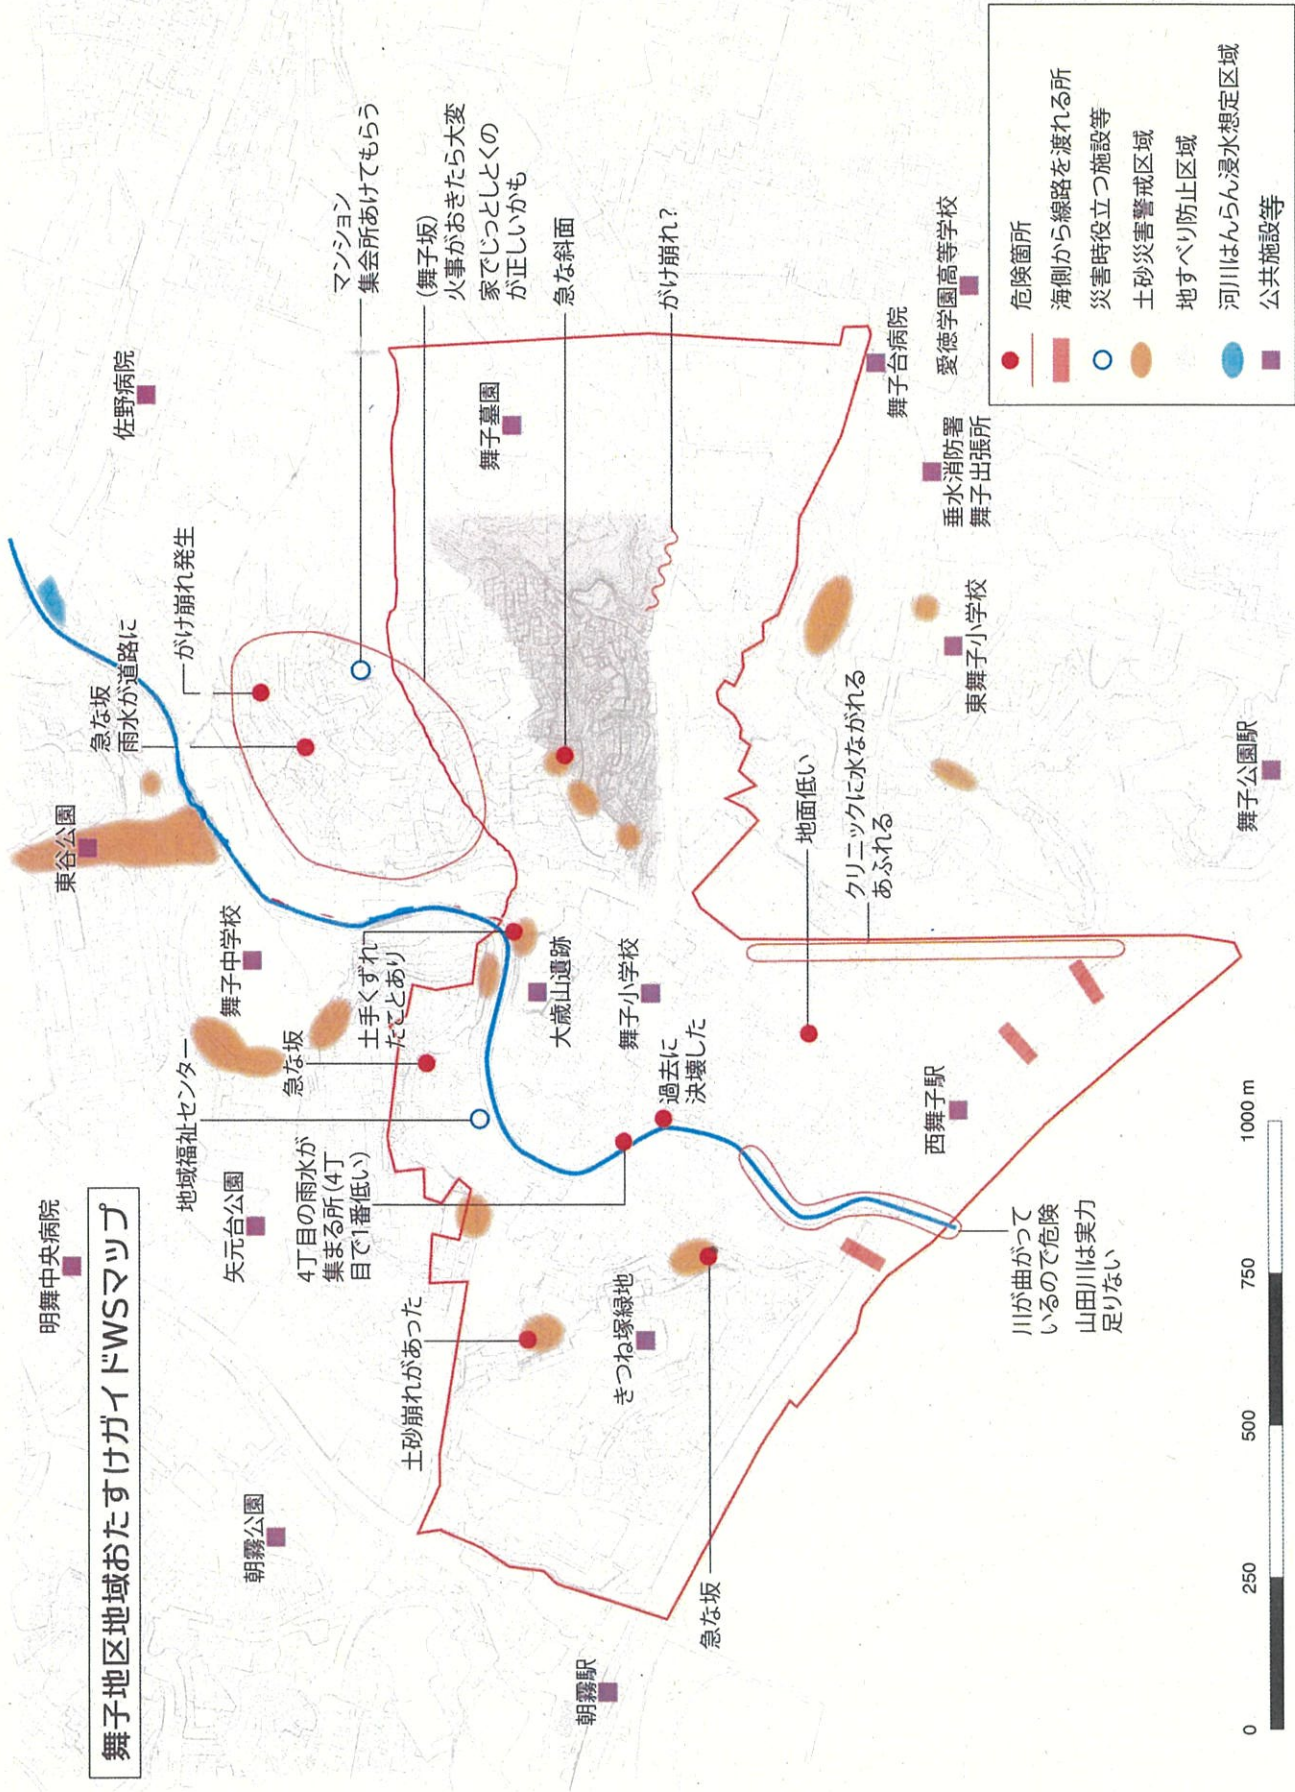 舞子地区地域おたすけガイドWSマップ
明舞中央病院
東谷公園
急な坂
雨水が道路に
佐野病院
がけ崩れ発生
地域福祉センター
舞子中学校
矢元台公園
朝霧公園
急な坂
4丁目の雨水が
集まる所(4丁
目で1番低い)
土手くずれ
たことあり
マンション
集会所あけてもらう
(舞子坂)
火事がおきたら大変
家でじっとしとくの
が正しいかも
土砂崩れがあった
舞子墓園
急な斜面
大歳山遺跡
朝霧駅
きつね塚緑地
舞子小学校
過去に
決壊した
がけ崩れ?
急な坂
地面低い
クリニックに水ながれる
あふれる
舞子台病院
愛徳学園高等学校
西舞子駅
垂水消防署
舞子出張所
東舞子小学校
川が曲がって
いるので危険
山田川は実力
足りない
舞子公園駅
危険箇所
海側から線路を渡れる所
災害時役立つ施設等
土砂災害警戒区域
地すべり防止区域
河川はんらん浸水想定区域
公共施設等
0 250 500 750 1000 m